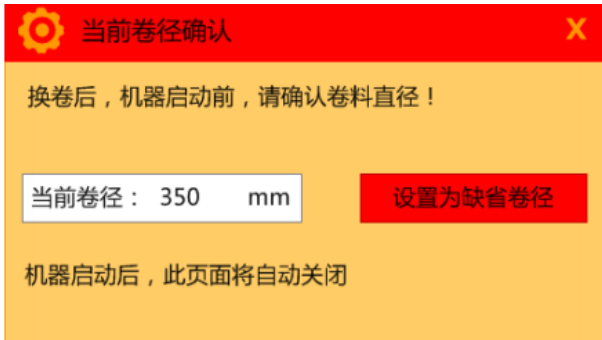 当前卷径确认 X
换卷后，机器启动前，请确认卷料直径！
当前卷径： 350 mm 设置为缺省卷径
机器启动后，此页面将自动关闭